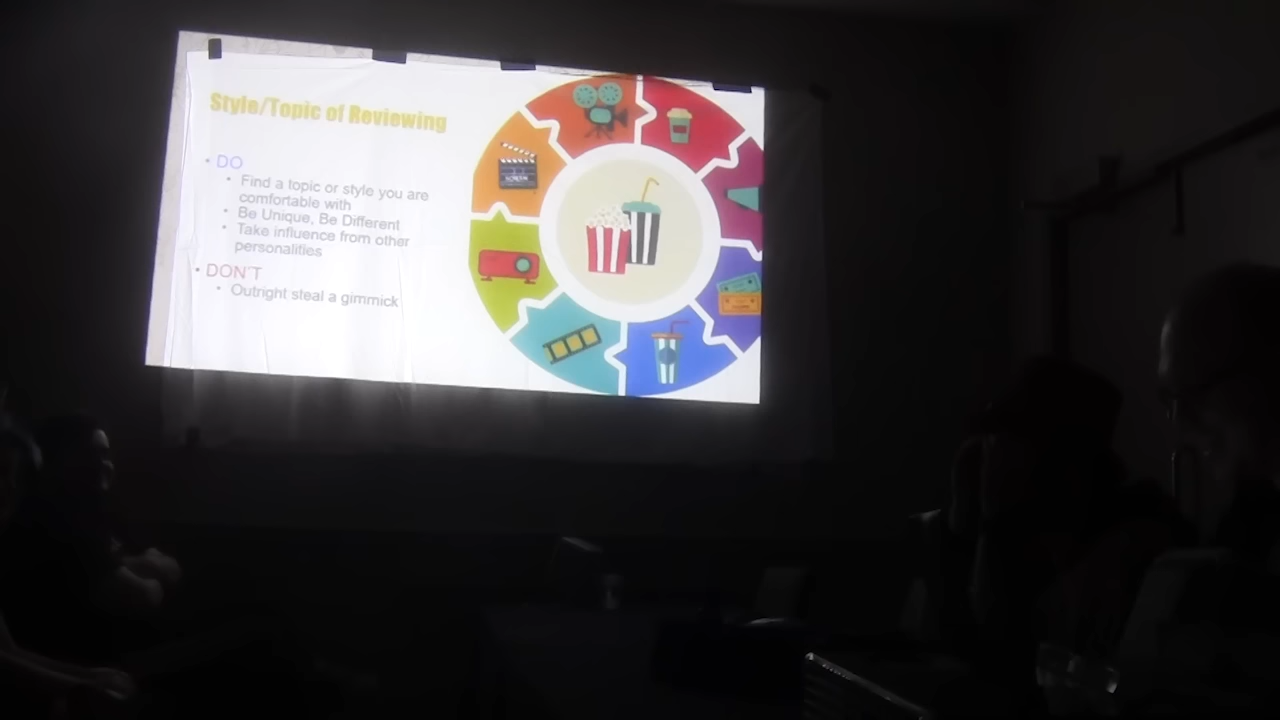 Style/Topic of Reviewing
• DO
• Find a topic or style you are
comfortable with
• Be Unique, Be Different
• Take influence from other
personalities
• DON'T
• Outright steal a gimmick